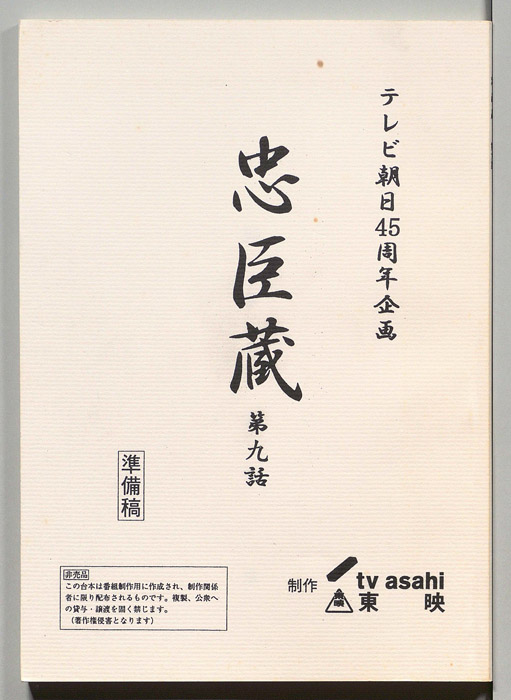 テレビ朝日45周年企画
忠臣蔵
第九話
準備稿
非売品
この台本は番組制作用に作成され、制作関係
者に限り配布されるものです。複製、公衆へ
の貸与・譲渡を固く禁じます。
（著作権侵害となります）
制作
tv asahi
東映
東映